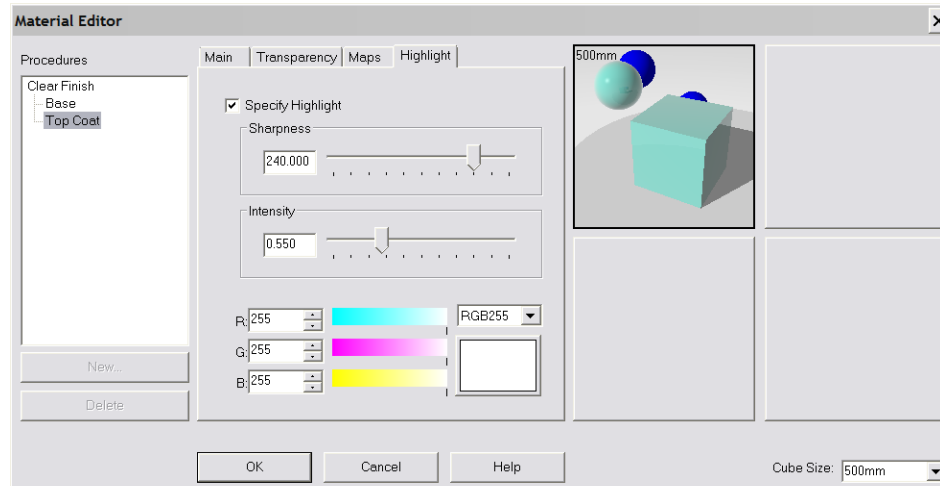 Material Editor
Procedures
Clear Finish
Base
Top Coat
New...
Delete
Main Transparency Maps Highlight
Specify Highlight
Sharpness
240.000
Intensity
0.550
R: 255 RGB255
G: 255
B: 255
OK Cancel Help
500mm
Cube Size: 500mm